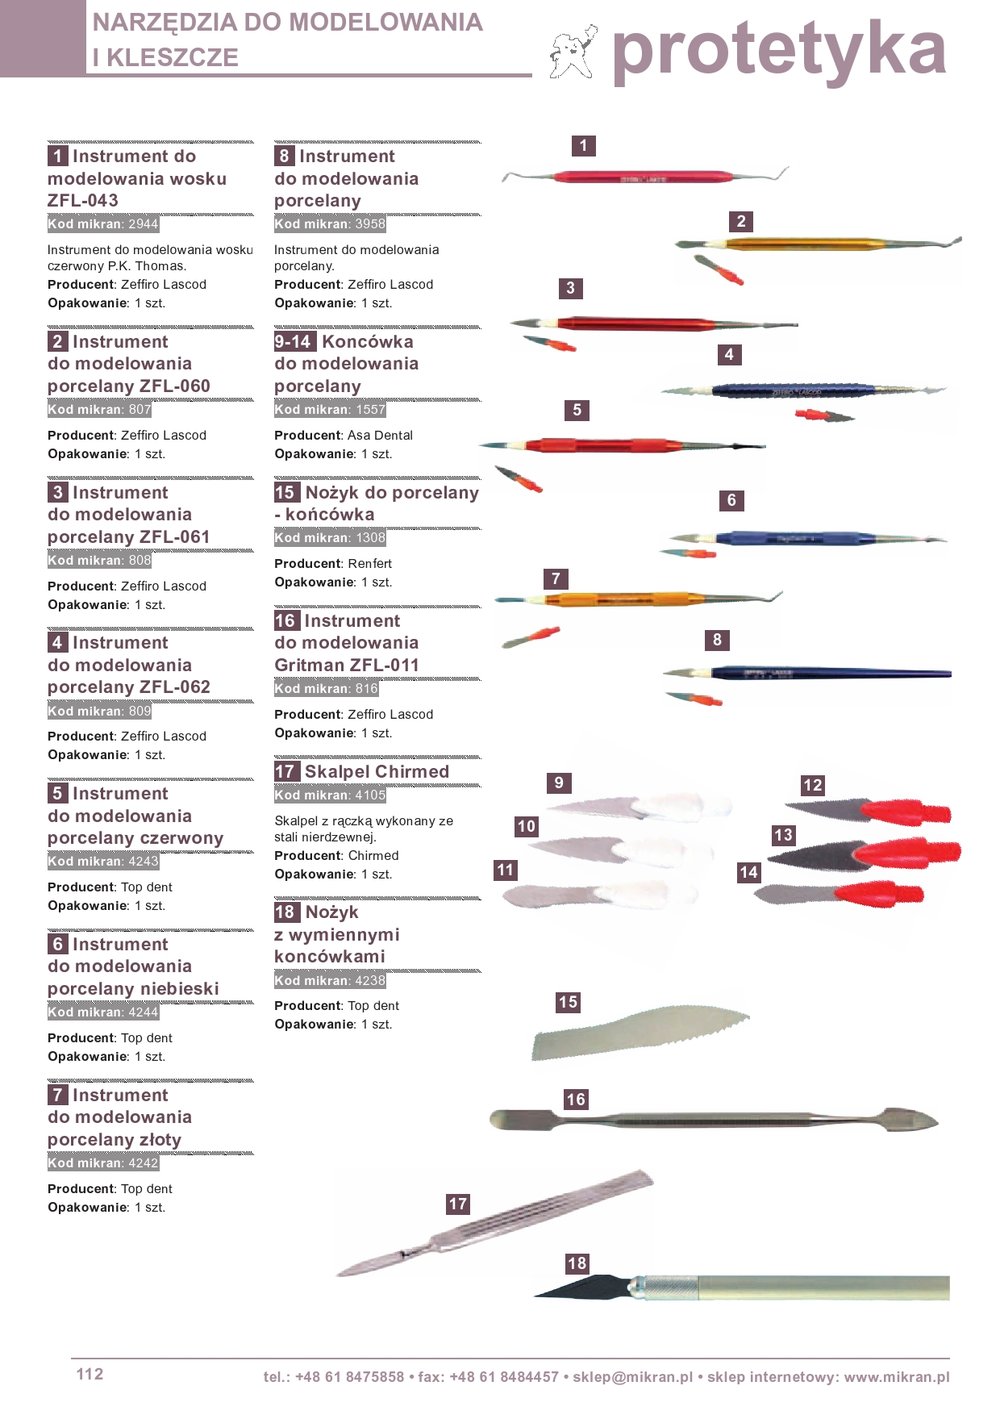 NARZĘDZIA DO MODELOWANIA
I KLESZCZE
protetyka
1 Instrument do
modelowania wosku
ZFL-043
Kod mikran: 2944
Instrument do modelowania wosku
czerwony P.K. Thomas.
Producent: Zeffiro Lascod
Opakowanie: 1 szt.
2 Instrument
do modelowania
porcelany ZFL-060
Kod mikran: 807
Producent: Zeffiro Lascod
Opakowanie: 1 szt.
3 Instrument
do modelowania
porcelany ZFL-061
Kod mikran: 808
Producent: Zeffiro Lascod
Opakowanie: 1 szt.
4 Instrument
do modelowania
porcelany ZFL-062
Kod mikran: 809
Producent: Zeffiro Lascod
Opakowanie: 1 szt.
5 Instrument
do modelowania
porcelany czerwony
Kod mikran: 4243
Producent: Top dent
Opakowanie: 1 szt.
6 Instrument
do modelowania
porcelany niebieski
Kod mikran: 4244
Producent: Top dent
Opakowanie: 1 szt.
7 Instrument
do modelowania
porcelany złoty
Kod mikran: 4242
Producent: Top dent
Opakowanie: 1 szt.
8 Instrument
do modelowania
porcelany
Kod mikran: 3958
Instrument do modelowania
porcelany.
Producent: Zeffiro Lascod
Opakowanie: 1 szt.
9-14 Koncówka
do modelowania
porcelany
Kod mikran: 1557
Producent: Asa Dental
Opakowanie: 1 szt.
15 Nożyk do porcelany
- końcówka
Kod mikran: 1308
Producent: Renfert
Opakowanie: 1 szt.
16 Instrument
do modelowania
Gritman ZFL-011
Kod mikran: 816
Producent: Zeffiro Lascod
Opakowanie: 1 szt.
17 Skalpel Chirmed
Kod mikran: 4105
Skalpel z rączką wykonany ze
stali nierdzewnej.
Producent: Chirmed
Opakowanie: 1 szt.
18 Nożyk
z wymiennymi
koncówkami
Kod mikran: 4238
Producent: Top dent
Opakowanie: 1 szt.
1
2
3
4
5
6
7
8
9
10
11
12
13
14
15
16
17
18
112
tel.: +48 61 8475858 • fax: +48 61 8484457 • sklep@mikran.pl • sklep internetowy: www.mikran.pl